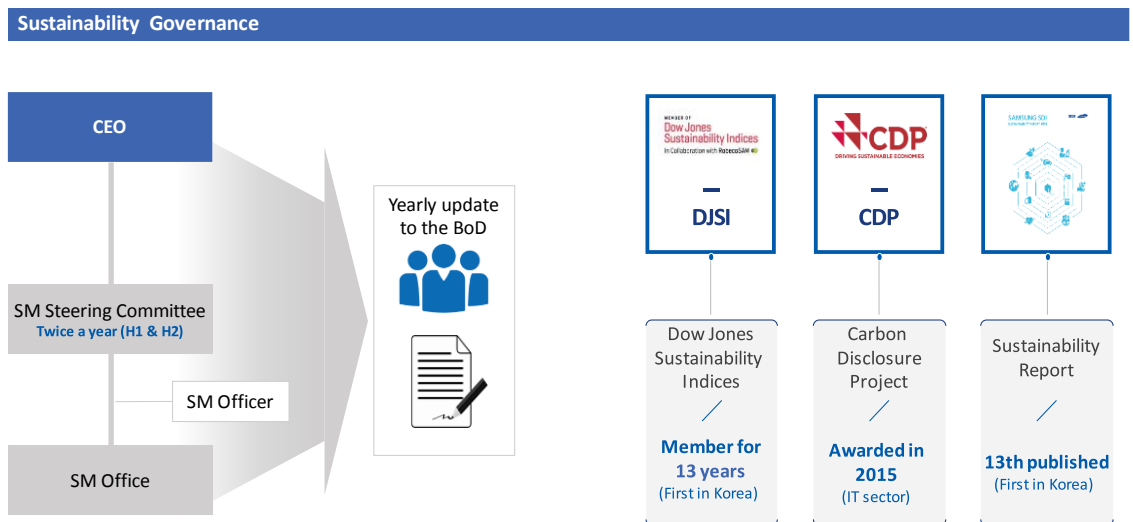 Sustainability Governance
CEO
SM Steering Committee
Twice a year (H1 & H2)
SM Officer
SM Office
Yearly update
to the BoD
MEMBER OF
Dow Jones
Sustainability Indices
In Collaboration with RobecoSAM
–
DJSI
CDP
DRIVING SUSTAINABLE ECONOMIES
–
CDP
SAMSUNG SDI
Dow Jones
Sustainability
Indices
Member for
13 years
(First in Korea)
Carbon
Disclosure
Project
Awarded in
2015
(IT sector)
Sustainability
Report
13th published
(First in Korea)